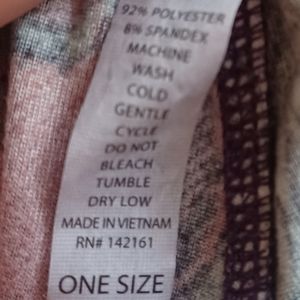 92% POLYESTER
8% SPANDEX
MACHINE
WASH
COLD
GENTLE
CYCLE
DO NOT
BLEACH
TUMBLE
DRY LOW
MADE IN VIETNAM
RN# 142161
ONE SIZE